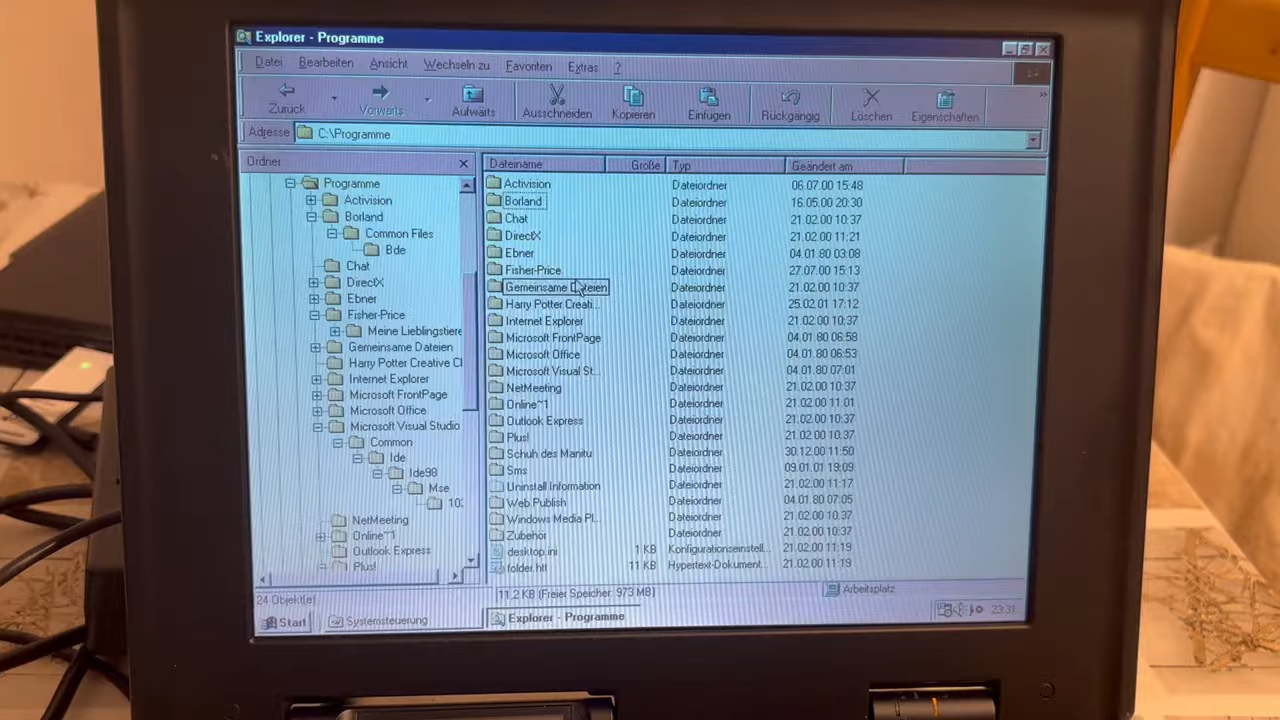 Explorer - Programme
Datei Bearbeiten Ansicht Wechseln zu Favoriten Extras ?
Zurück Vorwärts Aufwärts Ausschneiden Kopieren Einfügen Rückgängig Löschen Eigenschaften »
Adresse C:\Programme
Ordner
Programme
Activision
Borland
Common Files
Bde
Chat
DirectX
Ebner
Fisher-Price
Meine Lieblingstiere
Gemeinsame Dateien
Harry Potter Creative Cl
Internet Explorer
Microsoft FrontPage
Microsoft Office
Microsoft Visual Studio
Common
Ide
Ide98
Mse
NetMeeting
Online~1
Outlook Express
Plus!
Dateiname Größe Typ Geändert am
Activision Dateiordner 06.07.00 15:48
Borland Dateiordner 16.05.00 20:30
Chat Dateiordner 21.02.00 10:37
DirectX Dateiordner 21.02.00 11:21
Ebner Dateiordner 04.01.80 03:08
Fisher-Price Dateiordner 27.07.00 15:13
Gemeinsame Dateien Dateiordner 21.02.00 10:37
Harry Potter Creati... Dateiordner 25.02.01 17:12
Internet Explorer Dateiordner 21.02.00 10:37
Microsoft FrontPage Dateiordner 04.01.80 06:58
Microsoft Office Dateiordner 04.01.80 06:53
Microsoft Visual St... Dateiordner 04.01.80 07:01
NetMeeting Dateiordner 21.02.00 10:37
Online~1 Dateiordner 21.02.00 11:01
Outlook Express Dateiordner 21.02.00 10:37
Plus! Dateiordner 21.02.00 10:37
Schuh des Manitu Dateiordner 30.12.00 11:50
Sms Dateiordner 09.01.01 19:09
Uninstall Information Dateiordner 21.02.00 11:17
Web Publish Dateiordner 04.01.80 07:05
Windows Media Pl... Dateiordner 21.02.00 10:37
Zubehör Dateiordner 21.02.00 10:37
desktop.ini 1 KB Konfigurationseinstell... 21.02.00 11:19
folder.htt 11 KB Hypertext-Dokument... 21.02.00 11:19
24 Objekt(e) 11,2 KB (Freier Speicher: 973 MB) Arbeitsplatz
Start Systemsteuerung Explorer - Programme 23:31